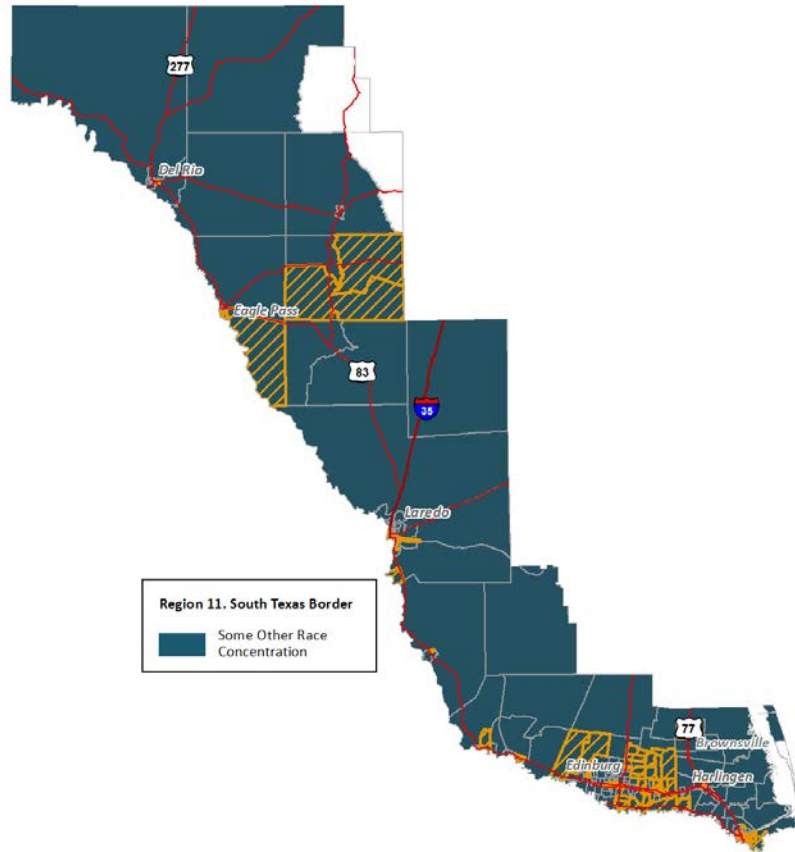 277
Del Rio
Eagle Pass
83
35
Laredo
Region 11. South Texas Border
Some Other Race
Concentration
77
Brownsville
Edinburg
Harlingen